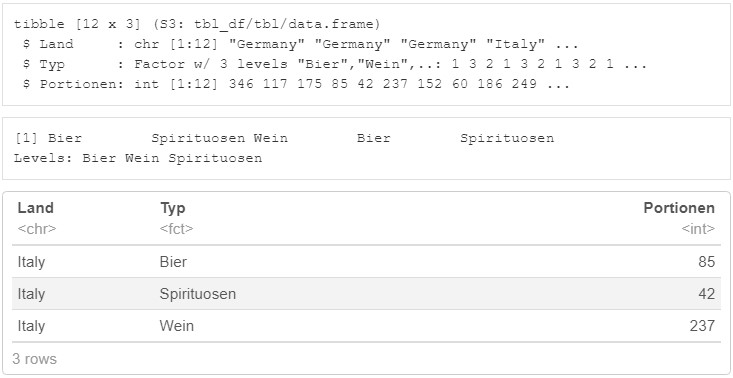 tibble [12 x 3] (S3: tbl_df/tbl/data.frame)
 $ Land     : chr [1:12] "Germany" "Germany" "Germany" "Italy" ...
 $ Typ      : Factor w/ 3 levels "Bier","Wein",..: 1 3 2 1 3 2 1 3 2 1 ...
 $ Portionen: int [1:12] 346 117 175 85 42 237 152 60 186 249 ...
[1] Bier        Spirituosen Wein        Bier        Spirituosen
Levels: Bier Wein Spirituosen
Land Typ Portionen
<chr> <fct> <int>
Italy Bier 85
Italy Spirituosen 42
Italy Wein 237
3 rows